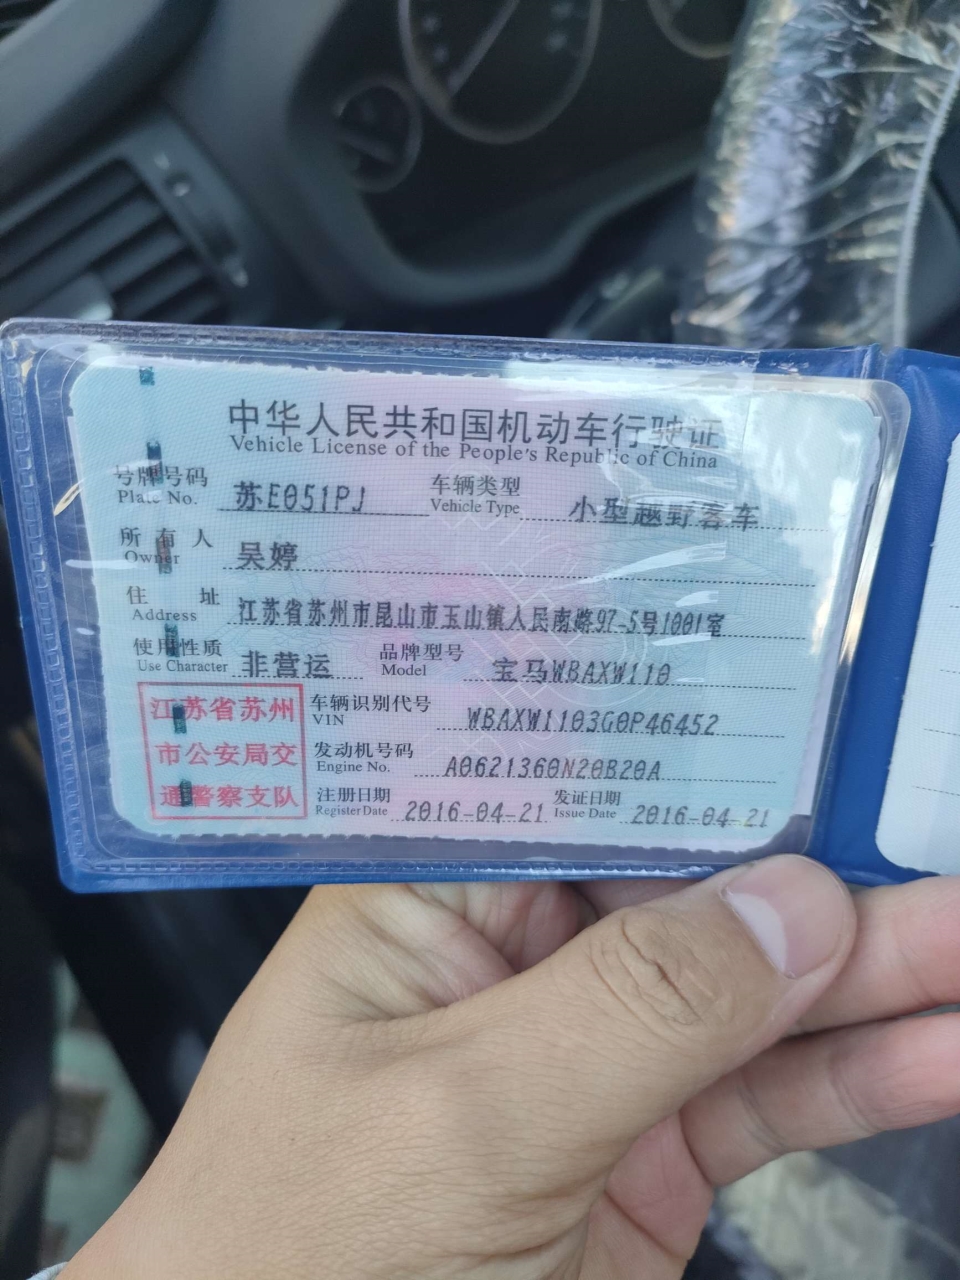 中华人民共和国机动车行驶证
Vehicle License of the People's Republic of China
号牌号码 苏E051PJ 车辆类型 小型越野客车
Plate No. Vehicle Type
所有人 吴婷
Owner
住址 江苏省苏州市昆山市玉山镇人民南路97-5号1001室
Address
使用性质 非营运 品牌型号 宝马WBAXW110
Use Character Model
江苏省苏州市公安局交通警察支队
车辆识别代号 WBAXW1103G0P46452
VIN
发动机号码 A0621360N20B20A
Engine No.
注册日期 2016-04-21 发证日期 2016-04-21
Register Date Issue Date